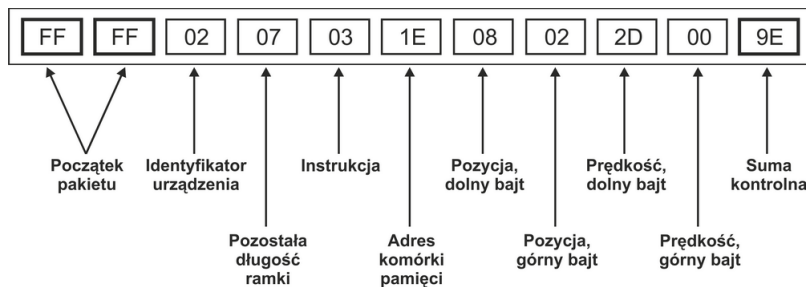 FF FF 02 07 03 1E 08 02 2D 00 9E
Początek
pakietu
Identyfikator
urządzenia
Instrukcja
Pozycja,
dolny bajt
Prędkość,
dolny bajt
Suma
kontrolna
Pozostała
długość
ramki
Adres
komórki
pamięci
Pozycja,
górny bajt
Prędkość,
górny bajt